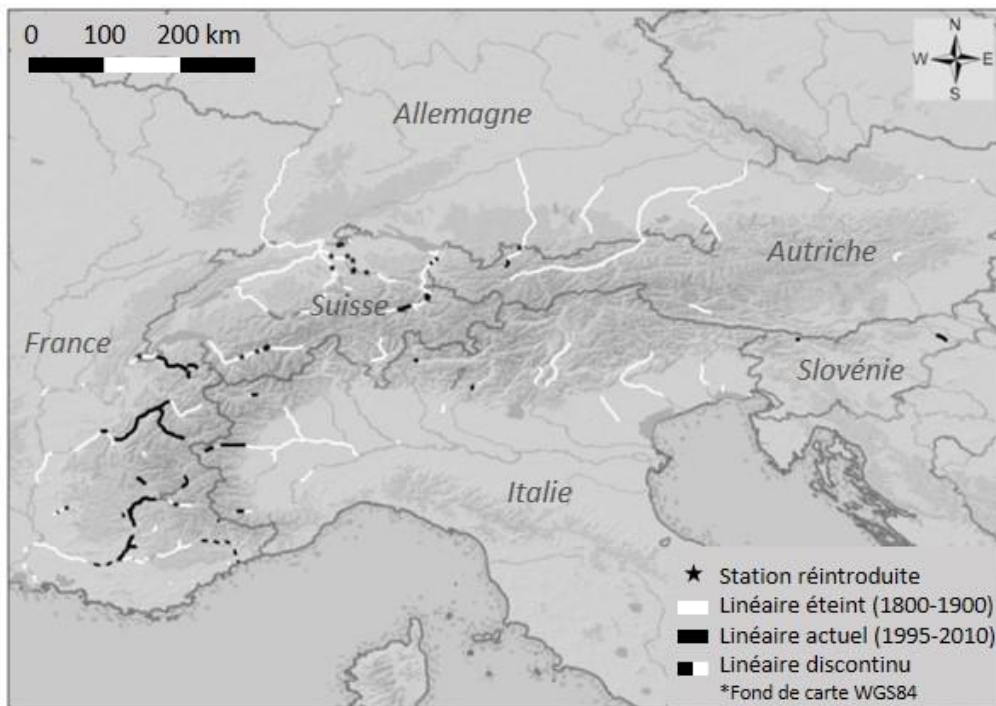 0 100 200 km
N
W E
S
Allemagne
Autriche
Suisse
France
Slovénie
Italie
Station réintroduite
Linéaire éteint (1800-1900)
Linéaire actuel (1995-2010)
Linéaire discontinu
*Fond de carte WGS84